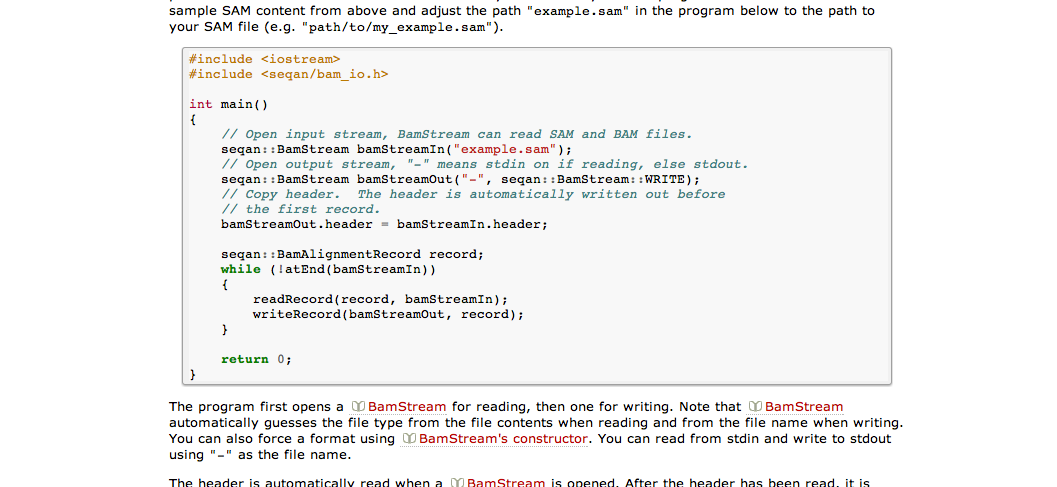 sample SAM content from above and adjust the path "example.sam" in the program below to the path to
your SAM file (e.g. "path/to/my_example.sam").
#include <iostream>
#include <seqan/bam_io.h>
int main()
{
// Open input stream, BamStream can read SAM and BAM files.
seqan::BamStream bamStreamIn("example.sam");
// Open output stream, "-" means stdin on if reading, else stdout.
seqan::BamStream bamStreamOut("-", seqan::BamStream::WRITE);
// Copy header.  The header is automatically written out before
// the first record.
bamStreamOut.header = bamStreamIn.header;
seqan::BamAlignmentRecord record;
while (!atEnd(bamStreamIn))
{
readRecord(record, bamStreamIn);
writeRecord(bamStreamOut, record);
}
return 0;
}
The program first opens a BamStream for reading, then one for writing. Note that BamStream
automatically guesses the file type from the file contents when reading and from the file name when writing.
You can also force a format using BamStream's constructor. You can read from stdin and write to stdout
using "-" as the file name.
The header is automatically read when a BamStream is opened. After the header has been read, it is